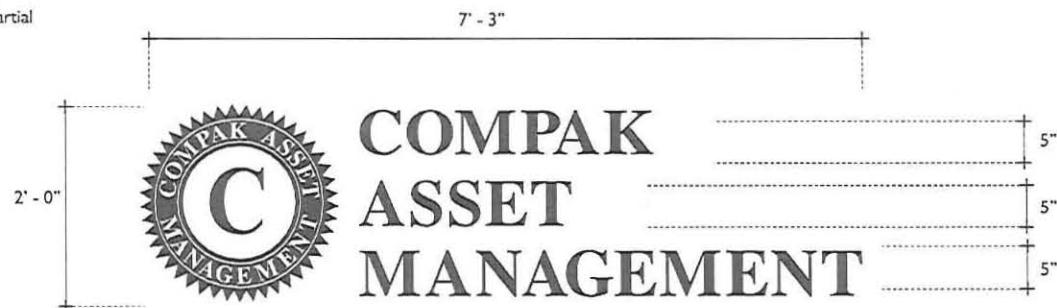 artial
7' - 3"
COMPAK ASSET
C
MANAGEMENT
COMPAK
ASSET
MANAGEMENT
2' - 0"
5"
5"
5"